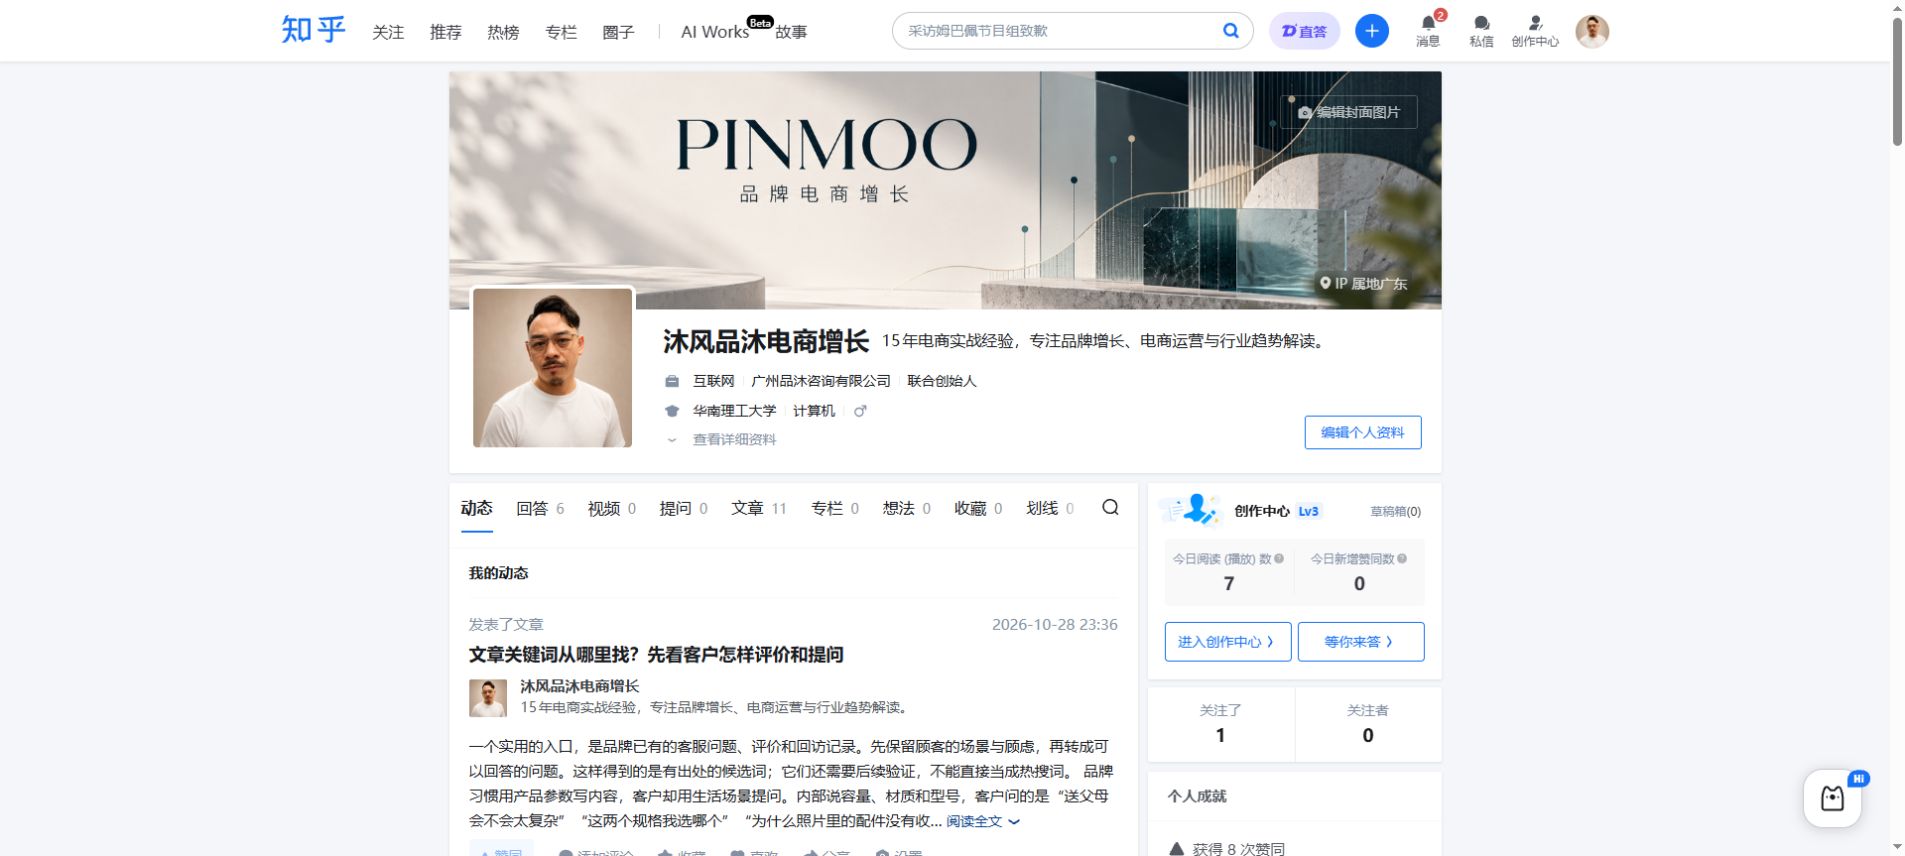 知乎 关注 推荐 热榜 专栏 圈子 AI Works Beta 故事 采访姆巴佩节目组致歉 直答 消息 2 私信 创作中心
PINMOO
编辑封面图片
品牌电商增长
IP 属地广东
沐风品沐电商增长 15年电商实战经验，专注品牌增长、电商运营与行业趋势解读。
互联网 广州品沐咨询有限公司 联合创始人
华南理工大学 计算机
查看详细资料
编辑个人资料
动态 回答 6 视频 0 提问 0 文章 11 专栏 0 想法 0 收藏 0 划线 0
我的动态
发表了文章 2026-10-28 23:36
文章关键词从哪里找？先看客户怎样评价和提问
沐风品沐电商增长
15年电商实战经验，专注品牌增长、电商运营与行业趋势解读。
一个实用的入口，是品牌已有的客服问题、评价和回访记录。先保留顾客的场景与顾虑，再转成可
以回答的问题。这样得到的是有出处的候选词；它们还需要后续验证，不能直接当成热搜词。 品牌
习惯用产品参数写内容，客户却用生活场景提问。内部说容量、材质和型号，客户问的是“送父母
会不会太复杂”“这两个规格我选哪个”“为什么照片里的配件没有收... 阅读全文
创作中心 Lv3 草稿箱(0)
今日阅读 (播放) 数 今日新增赞同数
7 0
进入创作中心 等你来答
关注了 关注者
1 0
个人成就
获得 8 次赞同
HI